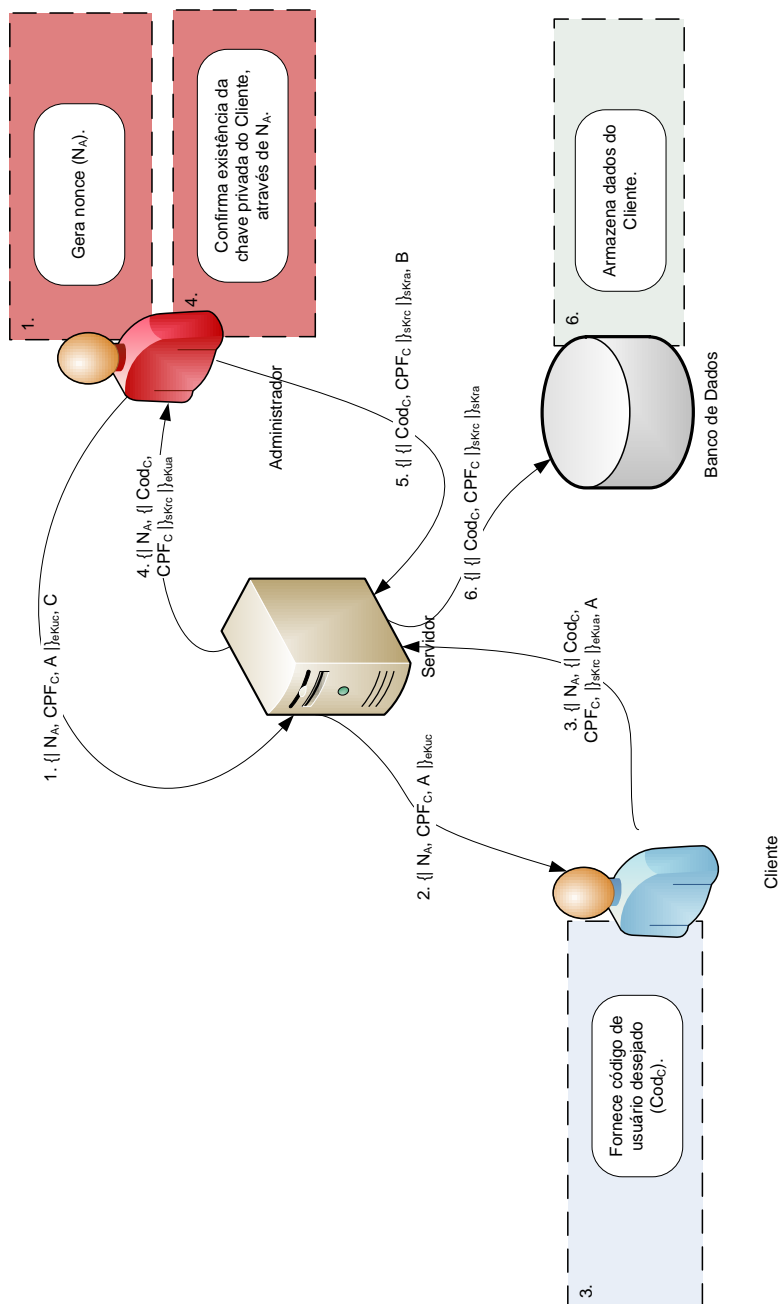 1.
Gera nonce (N_A).
4.
Confirma existência da
chave privada do Cliente,
através de N_A.
Administrador
1. {| N_A, CPF_C, A |}_eKuc, C
4. {| N_A, {| Cod_C,
CPF_C |}_sKrc |}_eKua
5. {| {| Cod_C, CPF_C |}_sKrc |}_sKra, B
Servidor
6. {| {| Cod_C, CPF_C |}_sKrc |}_sKra
2. {| N_A, CPF_C, A |}_eKuc
3. {| N_A, {| Cod_C,
CPF_C, |}_sKrc |}_eKua, A
6.
Armazena dados do
Cliente.
Banco de Dados
3.
Fornece código de
usuário desejado
(Cod_C).
Cliente